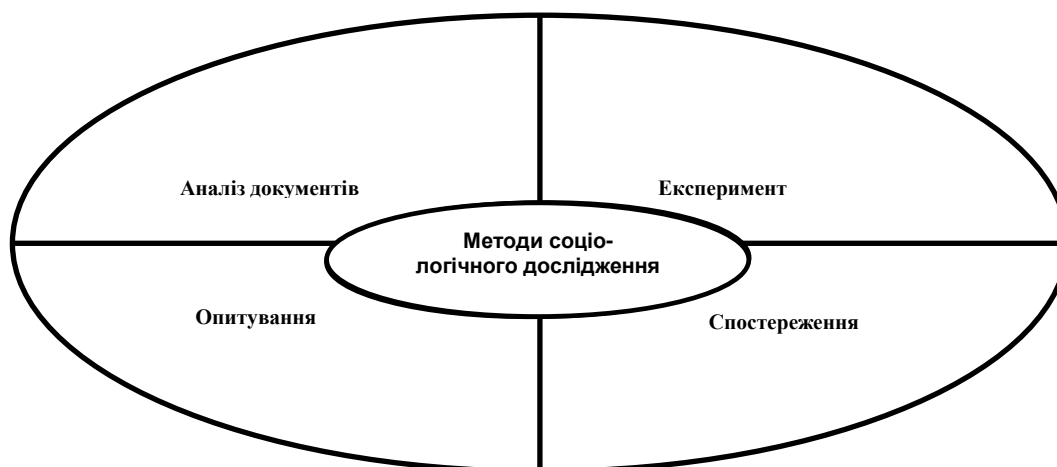 Аналіз документів
Експеримент
Методи соціо-
логічного дослідження
Опитування
Спостереження